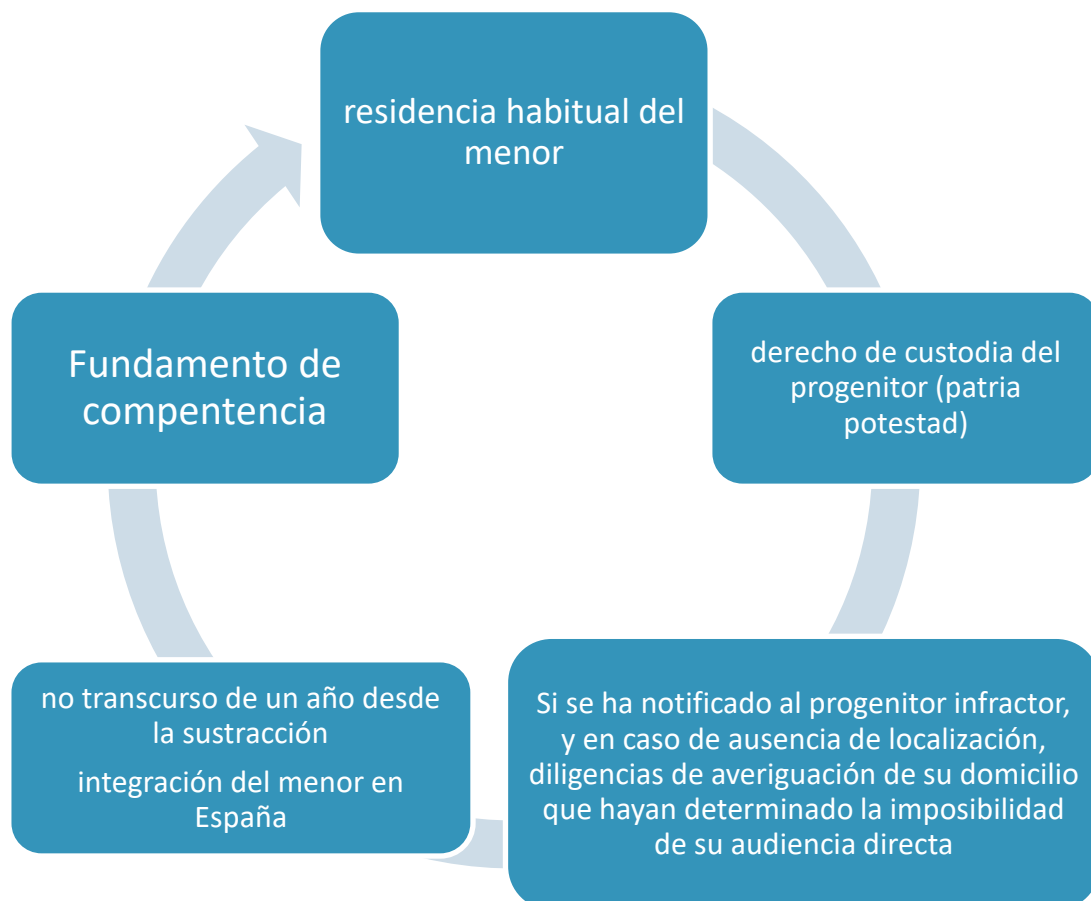 residencia habitual del
menor
derecho de custodia del
progenitor (patria
potestad)
Si se ha notificado al progenitor infractor,
y en caso de ausencia de localización,
diligencias de averiguación de su domicilio
que hayan determinado la imposibilidad
de su audiencia directa
no transcurso de un año desde
la sustracción
integración del menor en
España
Fundamento de
compentencia